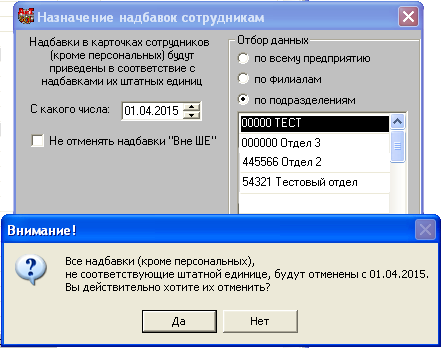 Назначение надбавок сотрудникам
Надбавки в карточках сотрудников
(кроме персональных) будут
приведены в соответствие с
надбавками их штатных единиц
С какого числа: 01.04.2015
Не отменять надбавки "Вне ШЕ"
Отбор данных
по всему предприятию
по филиалам
по подразделениям
00000 ТЕСТ
000000 Отдел 3
445566 Отдел 2
54321 Тестовый отдел
Внимание!
Все надбавки (кроме персональных),
не соответствующие штатной единице, будут отменены с 01.04.2015.
Вы действительно хотите их отменить?
Да
Нет